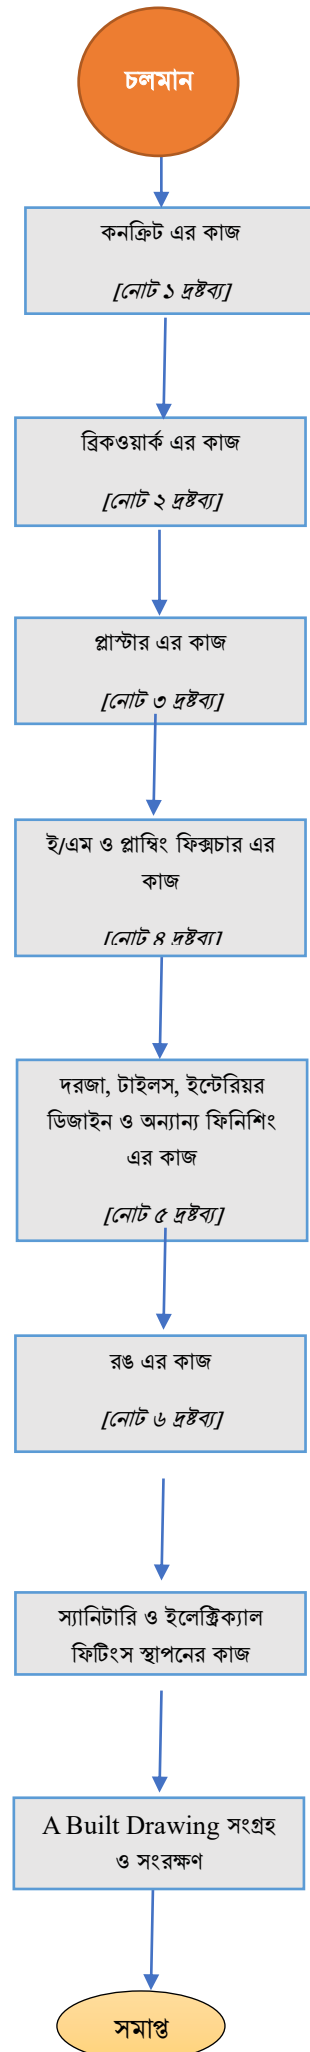 চলমান
কনক্রিট এর কাজ
[নোট ১ দ্রষ্টব্য]
ব্রিকওয়ার্ক এর কাজ
[নোট ২ দ্রষ্টব্য]
প্লাস্টার এর কাজ
[নোট ৩ দ্রষ্টব্য]
ই/এম ও প্লাম্বিং ফিক্সচার এর
কাজ
[নোট ৪ দ্রষ্টব্য]
দরজা, টাইলস, ইন্টেরিয়র
ডিজাইন ও অন্যান্য ফিনিশিং
এর কাজ
[নোট ৫ দ্রষ্টব্য]
রঙ এর কাজ
[নোট ৬ দ্রষ্টব্য]
স্যানিটারি ও ইলেক্ট্রিক্যাল
ফিটিংস স্থাপনের কাজ
A Built Drawing সংগ্রহ
ও সংরক্ষণ
সমাপ্ত